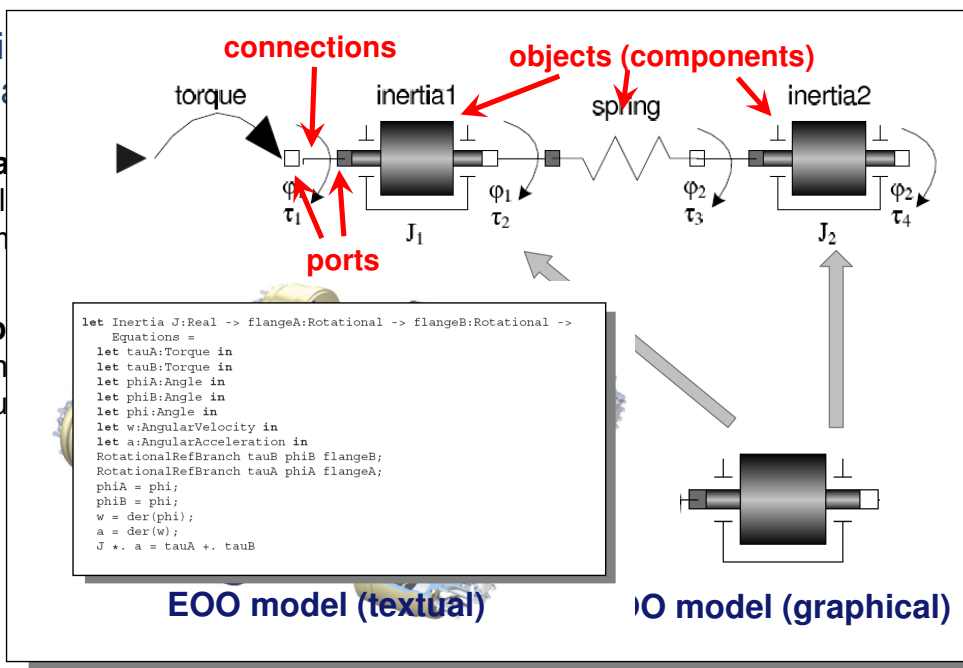 connections
objects (components)
torque
inertia1
spring
inertia2
τ₁
φ₁
τ₂
φ₂
τ₃
φ₂
τ₄
J₁
J₂
ports
let Inertia J:Real -> flangeA:Rotational -> flangeB:Rotational ->
Equations =
let tauA:Torque in
let tauB:Torque in
let phiA:Angle in
let phiB:Angle in
let phi:Angle in
let w:AngularVelocity in
let a:AngularAcceleration in
RotationalRefBranch tauB phiB flangeB;
RotationalRefBranch tauA phiA flangeA;
phiA = phi;
phiB = phi;
w = der(phi);
a = der(w);
J *. a = tauA +. tauB
EOO model (textual)
OO model (graphical)